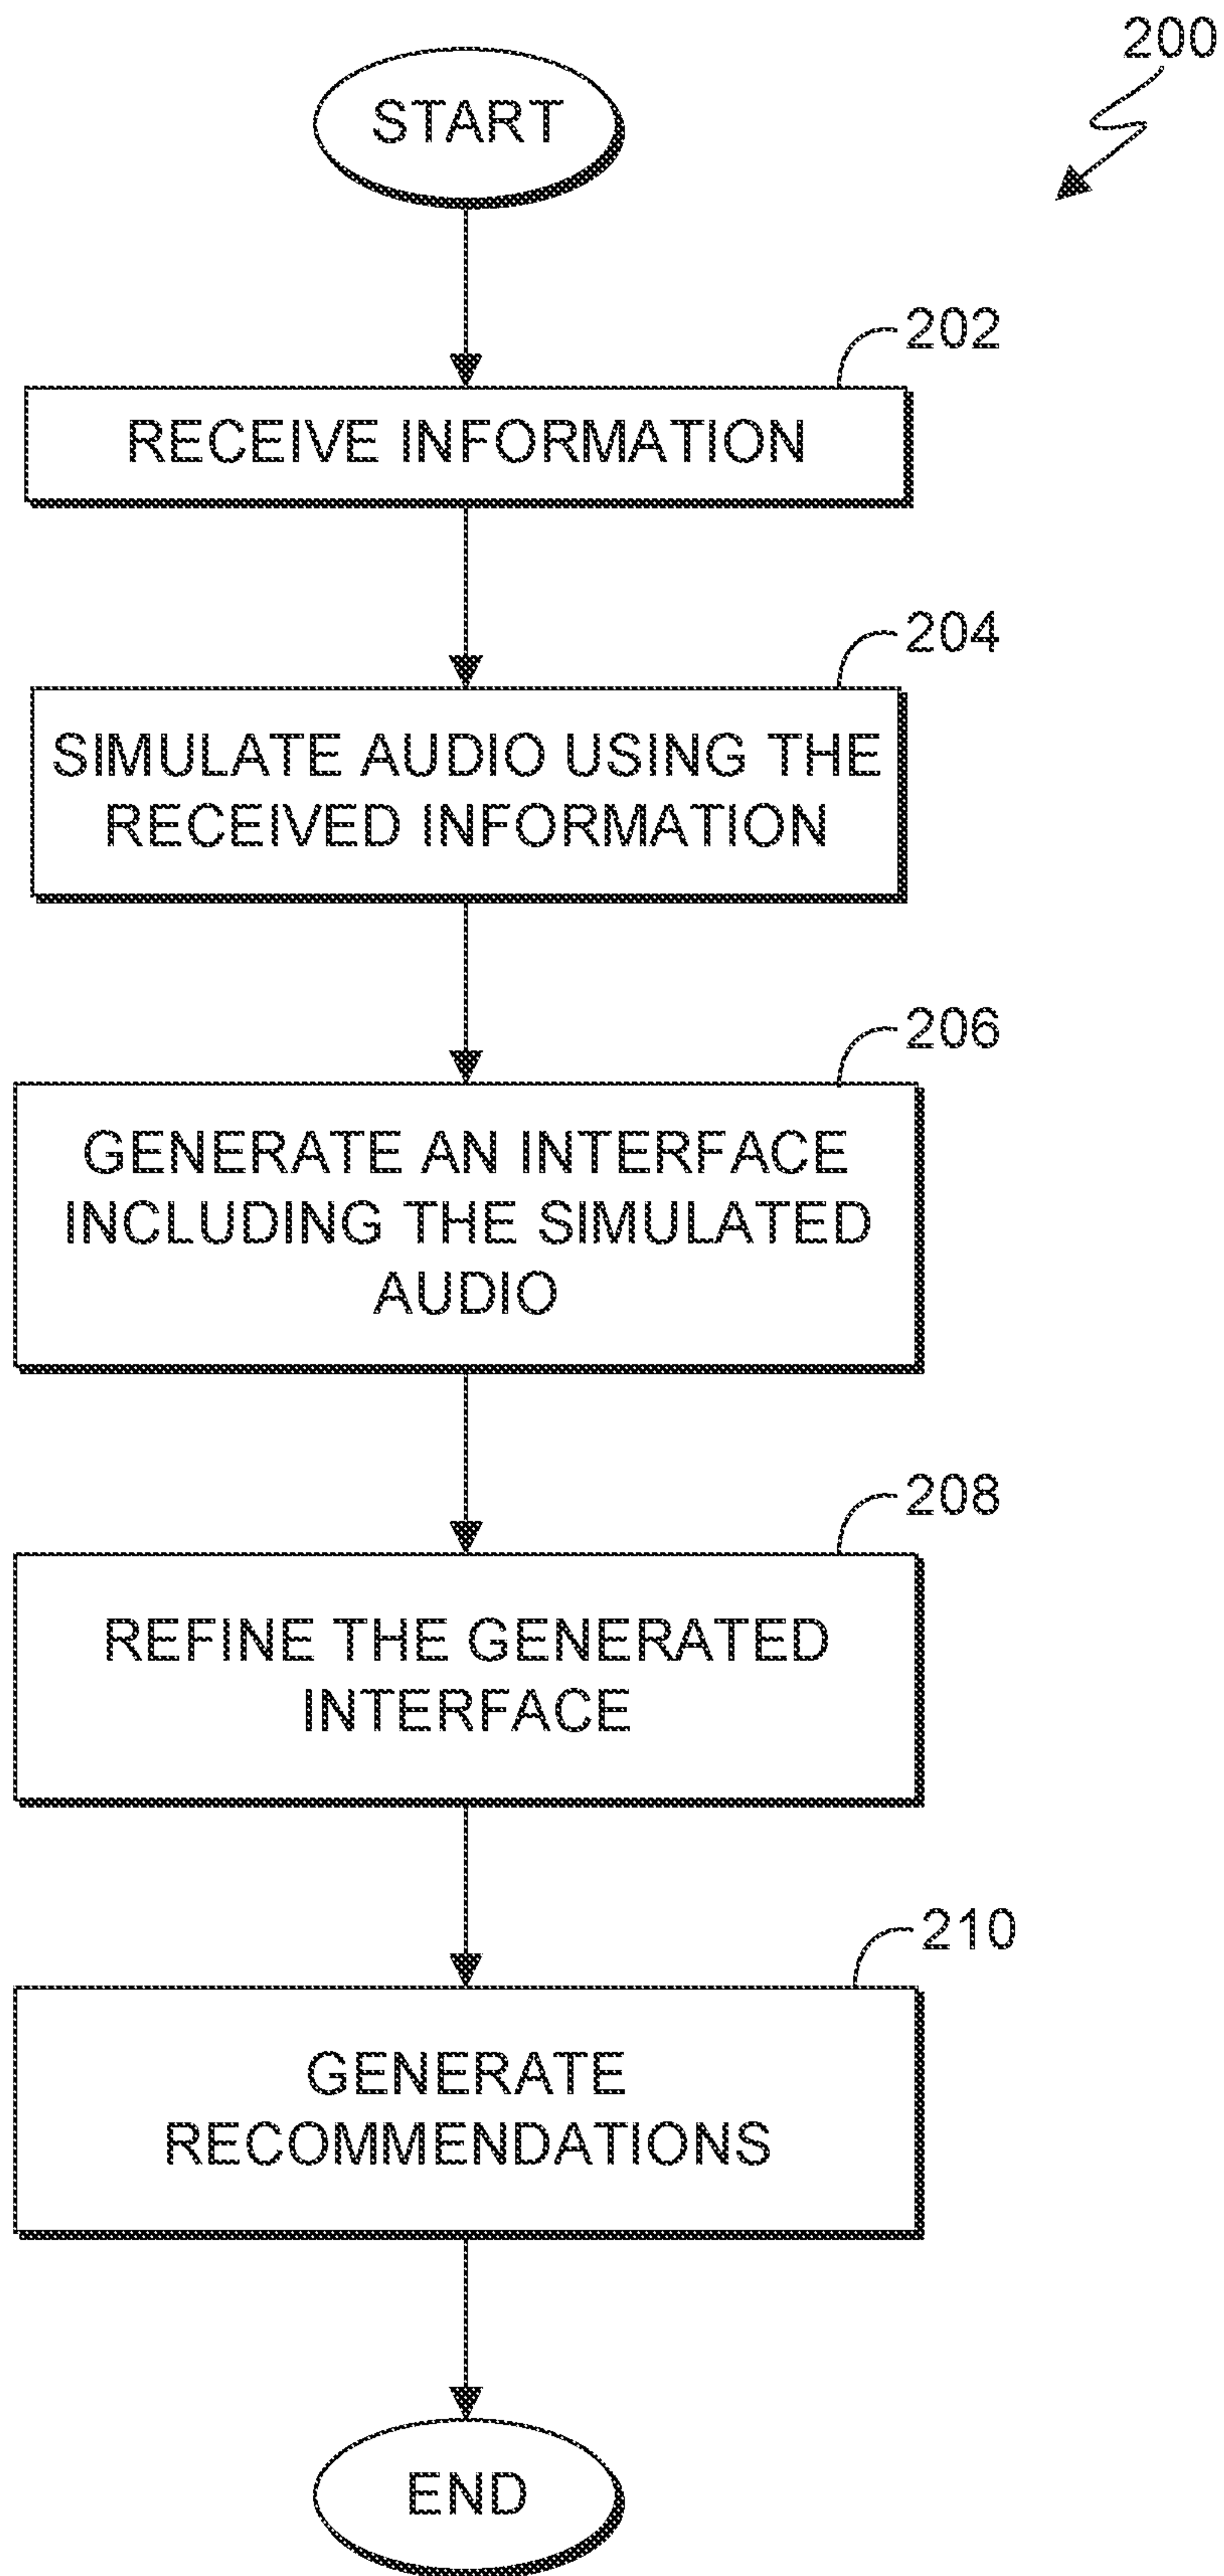 200
START
202
RECEIVE INFORMATION
204
SIMULATE AUDIO USING THE
RECEIVED INFORMATION
206
GENERATE AN INTERFACE
INCLUDING THE SIMULATED
AUDIO
208
REFINE THE GENERATED
INTERFACE
210
GENERATE
RECOMMENDATIONS
END